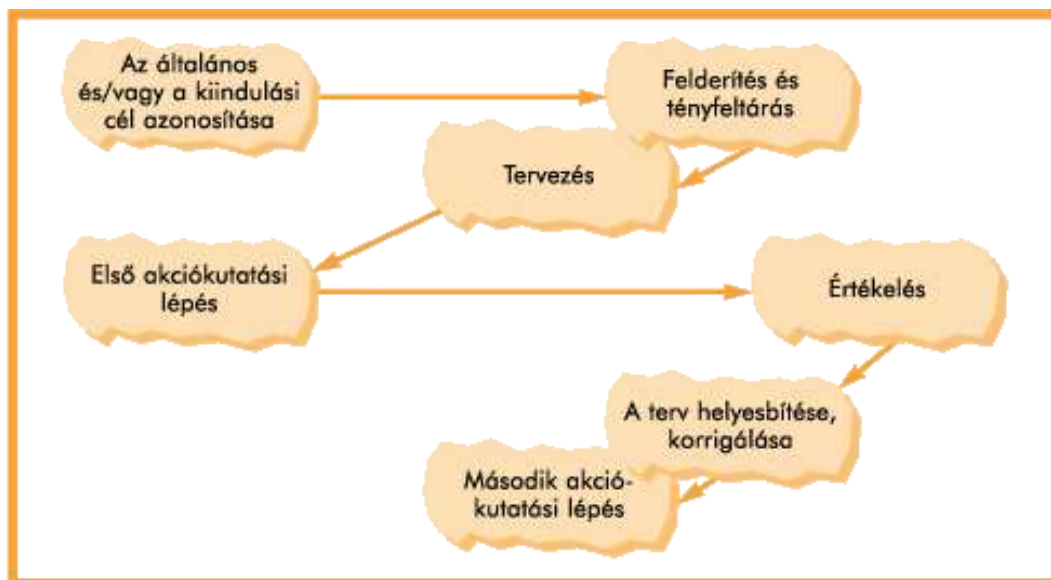 Az általános
és/vagy a kiindulási
cél azonosítása
Felderítés és
tényfeltárás
Tervezés
Első akciókutatási
lépés
Értékelés
A terv helyesbítése,
korrigálása
Második akció-
kutatási lépés